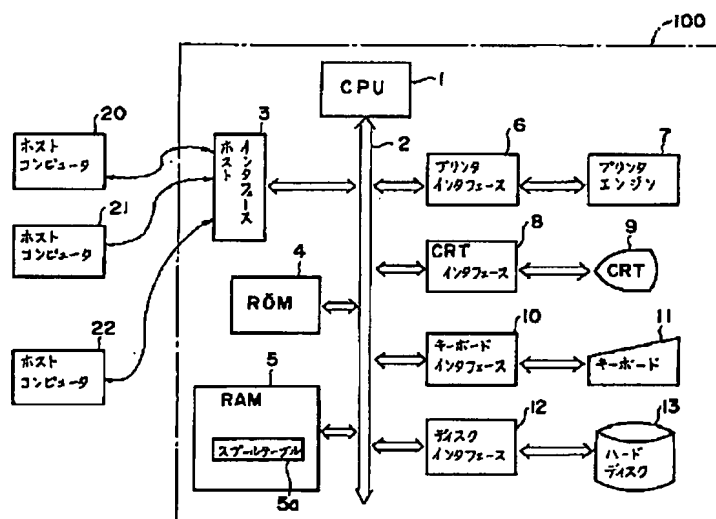 100
CPU
1
20
ホスト
コンピュータ
3
ホスト
インタフェース
2
6
プリンタ
インタフェース
7
プリンタ
エンジン
21
ホスト
コンピュータ
8
CRT
インタフェース
9
CRT
4
ROM
22
ホスト
コンピュータ
10
キーボード
インタフェース
11
キーボード
5
RAM
スプールテーブル
5a
12
ディスク
インタフェース
13
ハード
ディスク